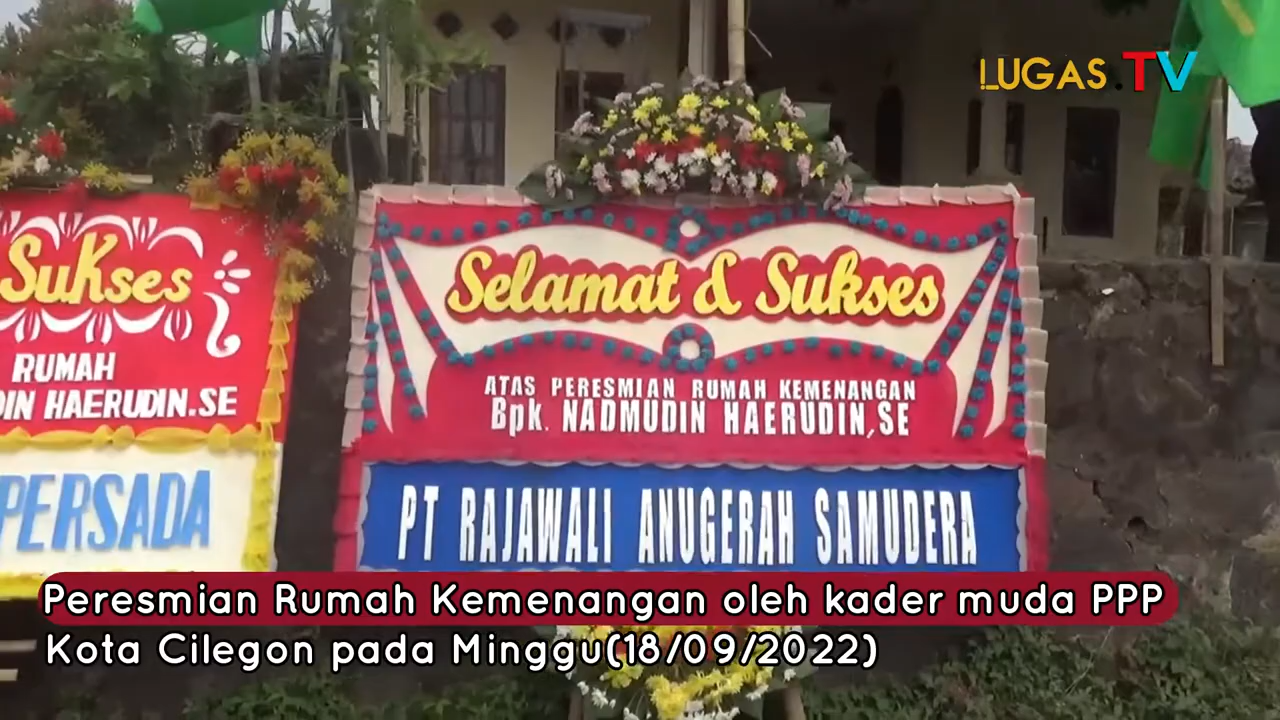 LUGAS.TV
Sukses
RUMAH
DIN HAERUDIN.SE
PERSADA
Selamat & Sukses
ATAS PERESMIAN RUMAH KEMENANGAN
Bpk. NADMUDIN HAERUDIN,SE
PT RAJAWALI ANUGERAH SAMUDERA
Peresmian Rumah Kemenangan oleh kader muda PPP
Kota Cilegon pada Minggu(18/09/2022)